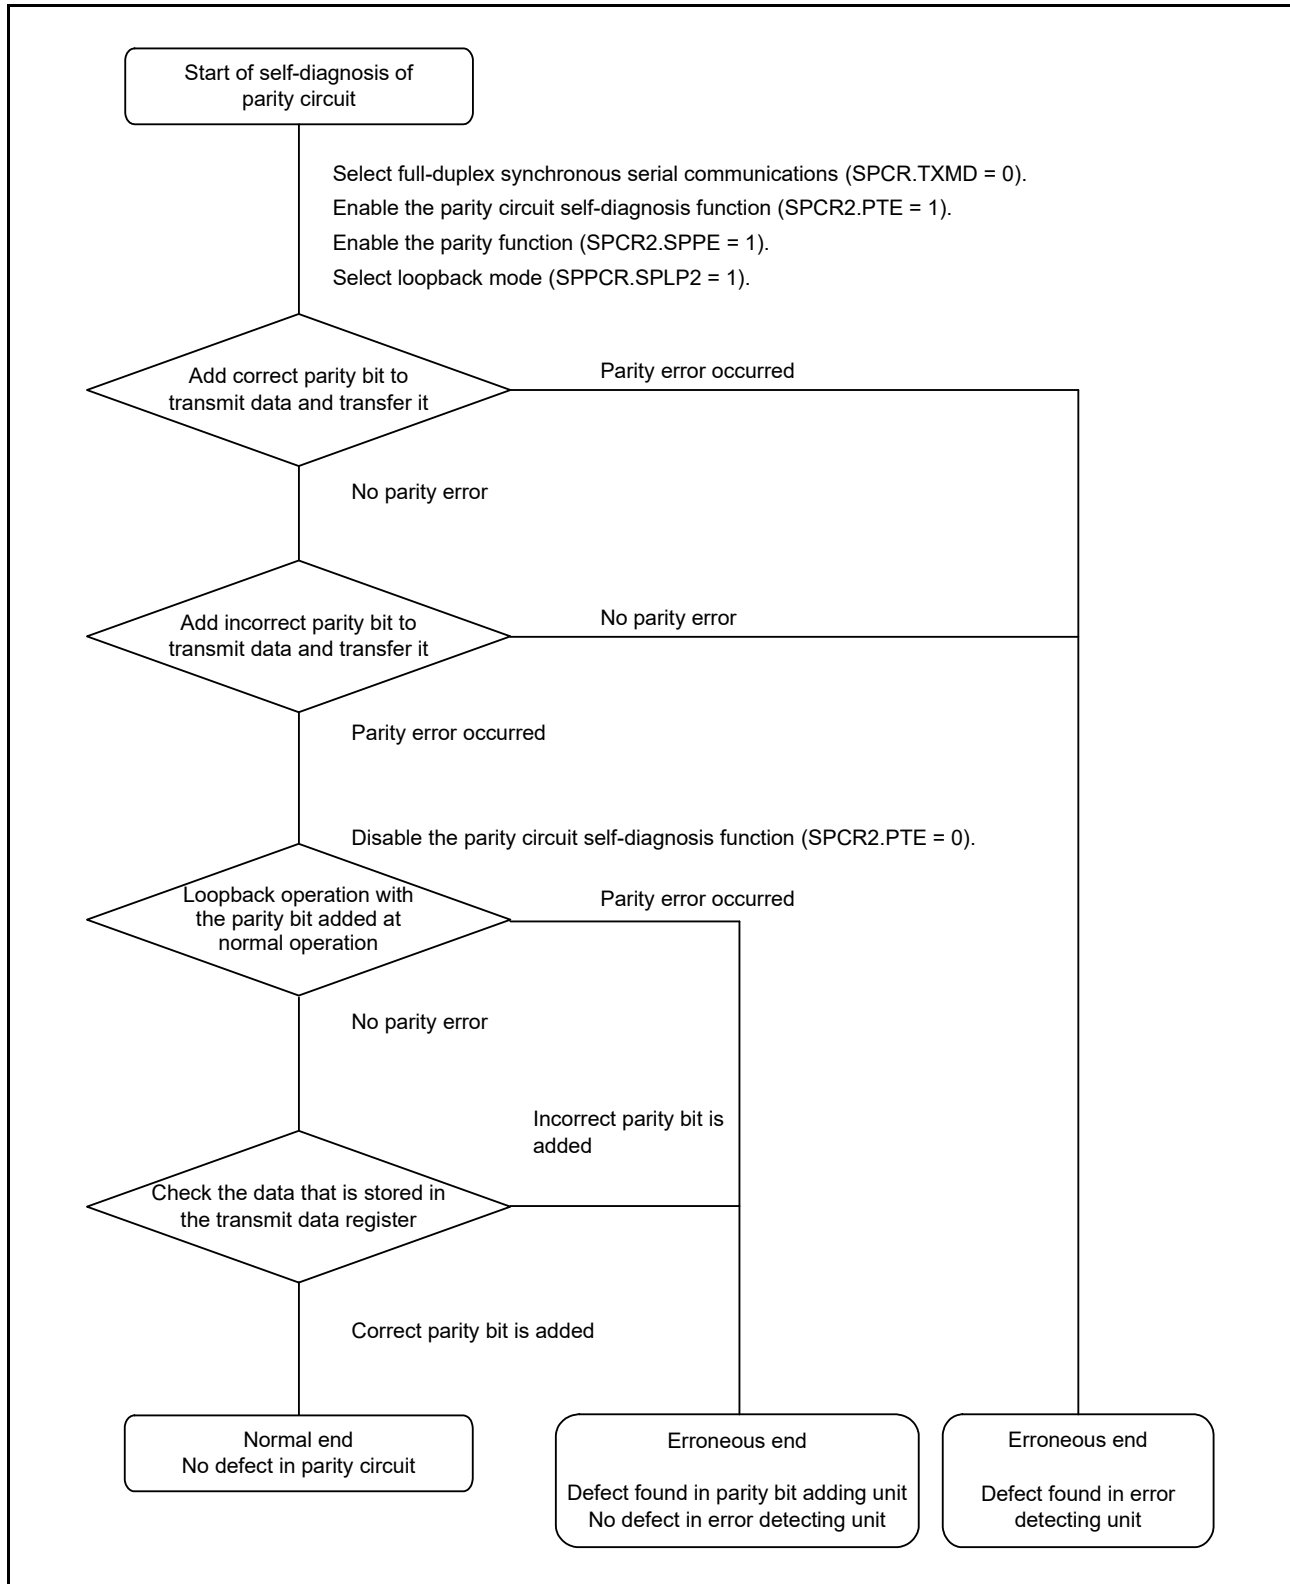 Start of self-diagnosis of
parity circuit
Select full-duplex synchronous serial communications (SPCR.TXMD = 0).
Enable the parity circuit self-diagnosis function (SPCR2.PTE = 1).
Enable the parity function (SPCR2.SPPE = 1).
Select loopback mode (SPPCR.SPLP2 = 1).
Add correct parity bit to
transmit data and transfer it
Parity error occurred
No parity error
Add incorrect parity bit to
transmit data and transfer it
No parity error
Parity error occurred
Disable the parity circuit self-diagnosis function (SPCR2.PTE = 0).
Loopback operation with
the parity bit added at
normal operation
Parity error occurred
No parity error
Incorrect parity bit is
added
Check the data that is stored in
the transmit data register
Correct parity bit is added
Normal end
No defect in parity circuit
Erroneous end
Defect found in parity bit adding unit
No defect in error detecting unit
Erroneous end
Defect found in error
detecting unit